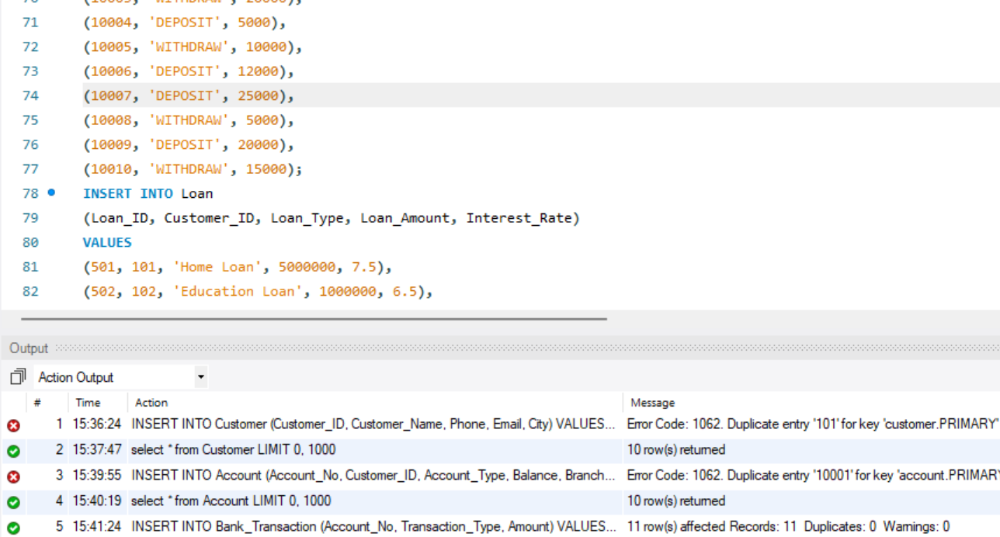 71 (10004, 'DEPOSIT', 5000),
72 (10005, 'WITHDRAW', 10000),
73 (10006, 'DEPOSIT', 12000),
74 (10007, 'DEPOSIT', 25000),
75 (10008, 'WITHDRAW', 5000),
76 (10009, 'DEPOSIT', 20000),
77 (10010, 'WITHDRAW', 15000);
78 INSERT INTO Loan
79 (Loan_ID, Customer_ID, Loan_Type, Loan_Amount, Interest_Rate)
80 VALUES
81 (501, 101, 'Home Loan', 5000000, 7.5),
82 (502, 102, 'Education Loan', 1000000, 6.5),
Output
Action Output
# Time Action Message
1 15:36:24 INSERT INTO Customer (Customer_ID, Customer_Name, Phone, Email, City) VALUES... Error Code: 1062. Duplicate entry '101' for key 'customer.PRIMARY'
2 15:37:47 select * from Customer LIMIT 0, 1000 10 row(s) returned
3 15:39:55 INSERT INTO Account (Account_No, Customer_ID, Account_Type, Balance, Branch... Error Code: 1062. Duplicate entry '10001' for key 'account.PRIMAR
4 15:40:19 select * from Account LIMIT 0, 1000 10 row(s) returned
5 15:41:24 INSERT INTO Bank_Transaction (Account_No, Transaction_Type, Amount) VALUES... 11 row(s) affected Records: 11 Duplicates: 0 Warnings: 0